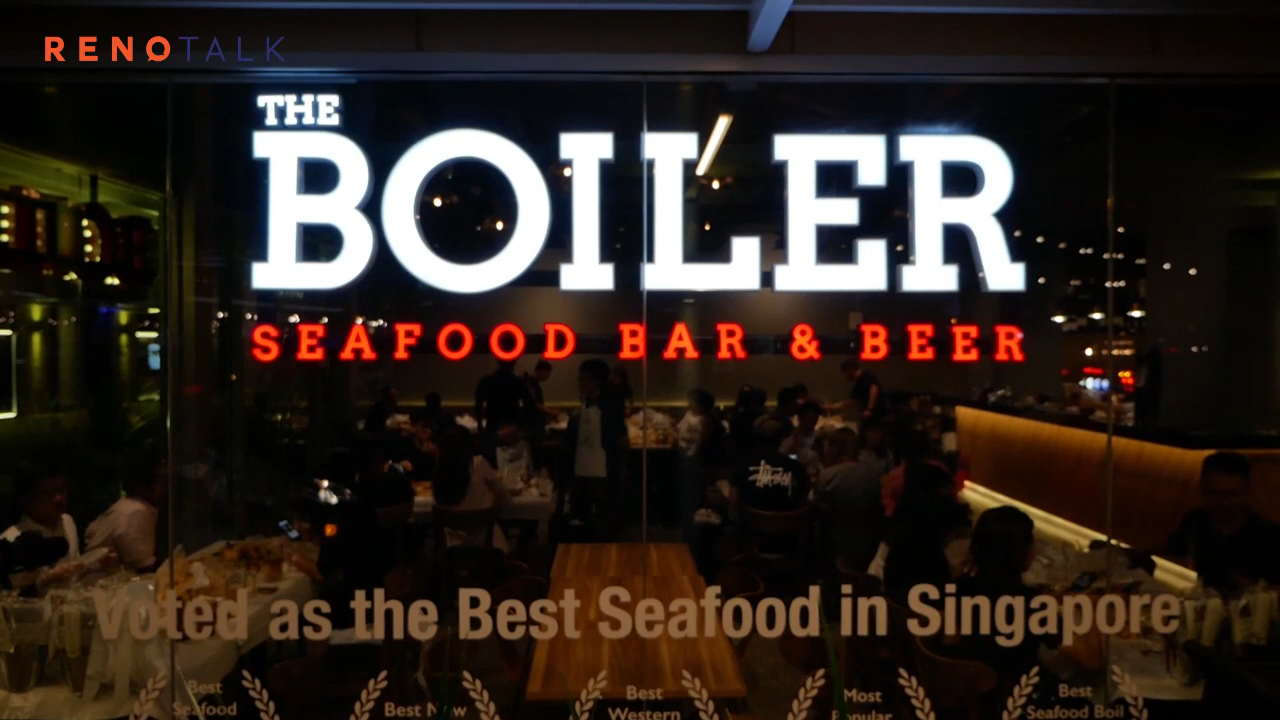 RENOTALK
THE
BOILER
SEAFOOD BAR & BEER
Stüssy
Voted as the Best Seafood in Singapore
Best
Seafood
Best New
Best
Western
Most
Popular
Best
Seafood Boil